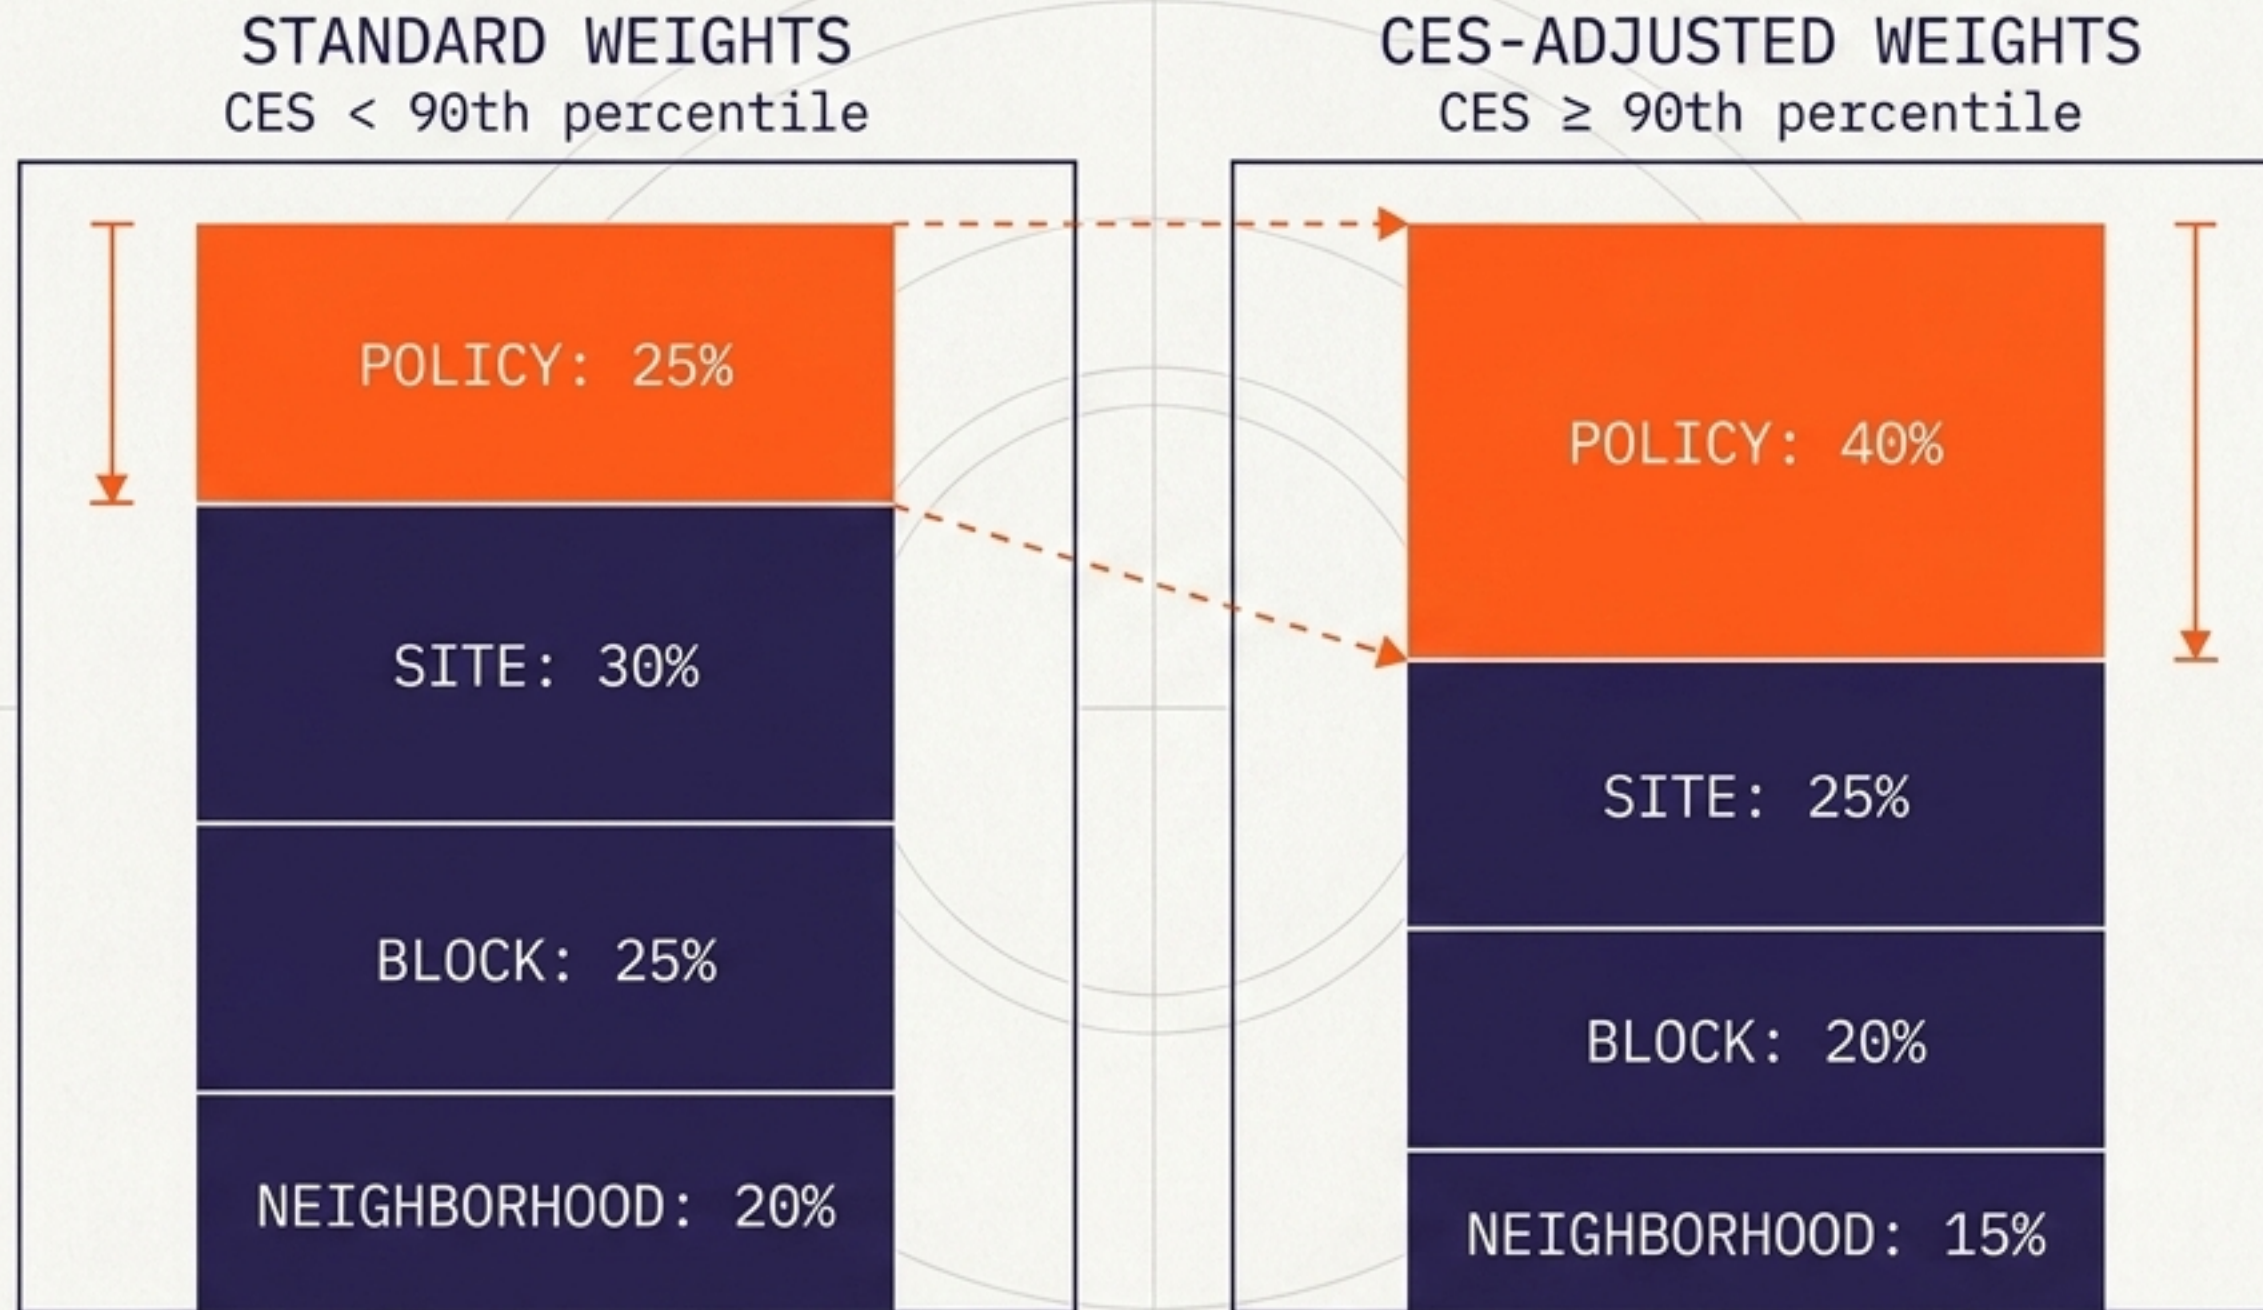 STANDARD WEIGHTS
CES < 90th percentile
POLICY: 25%
SITE: 30%
BLOCK: 25%
NEIGHBORHOOD: 20%
CES-ADJUSTED WEIGHTS
CES ≥ 90th percentile
POLICY: 40%
SITE: 25%
BLOCK: 20%
NEIGHBORHOOD: 15%